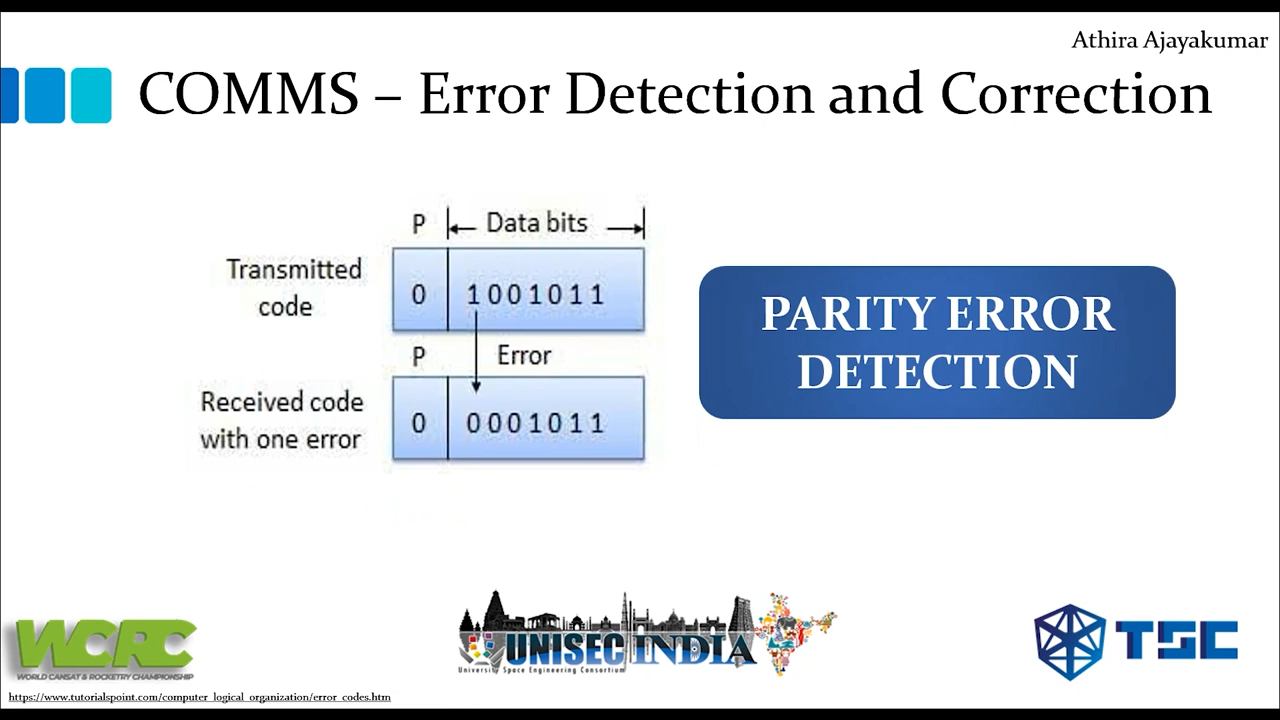 Athira Ajayakumar
COMMS – Error Detection and Correction
P Data bits
Transmitted
code
0 1001011
P Error
Received code
with one error
0 0001011
PARITY ERROR
DETECTION
WCRC
WORLD CANSAT & ROCKETRY CHAMPIONSHIP
UNISEC INDIA
University Space Engineering Consortium
TSC
https://www.tutorialspoint.com/computer_logical_organization/error_codes.htm